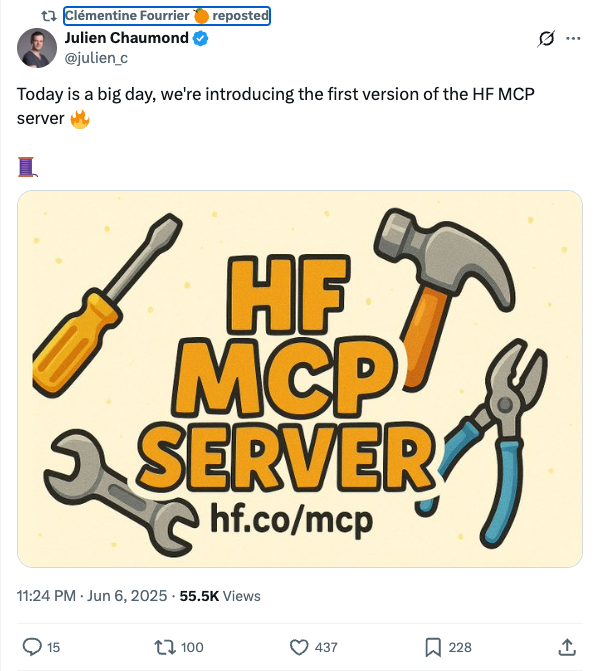 Clémentine Fourrier 🍊 reposted
Julien Chaumond
@julien_c
Today is a big day, we're introducing the first version of the HF MCP
server 🔥
🧵
HF
MCP
SERVER
hf.co/mcp
11:24 PM · Jun 6, 2025 · 55.5K Views
15 100 437 228